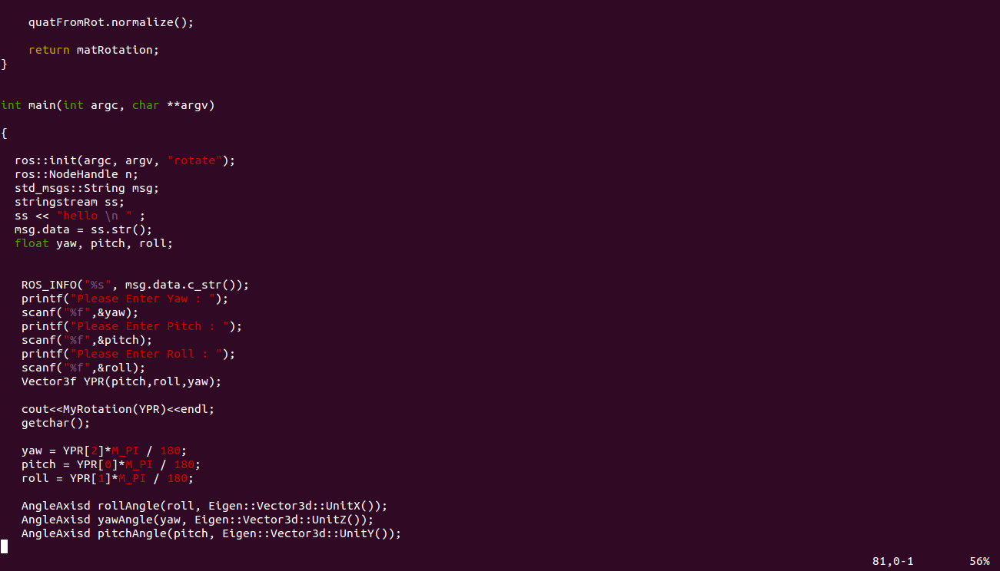 quatFromRot.normalize();
return matRotation;
}
int main(int argc, char **argv)
{
ros::init(argc, argv, "rotate");
ros::NodeHandle n;
std_msgs::String msg;
stringstream ss;
ss << "hello \n " ;
msg.data = ss.str();
float yaw, pitch, roll;
ROS_INFO("%s", msg.data.c_str());
printf("Please Enter Yaw : ");
scanf("%f",&yaw);
printf("Please Enter Pitch : ");
scanf("%f",&pitch);
printf("Please Enter Roll : ");
scanf("%f",&roll);
Vector3f YPR(pitch,roll,yaw);
cout<<MyRotation(YPR)<<endl;
getchar();
yaw = YPR[2]*M_PI / 180;
pitch = YPR[0]*M_PI / 180;
roll = YPR[1]*M_PI / 180;
AngleAxisd rollAngle(roll, Eigen::Vector3d::UnitX());
AngleAxisd yawAngle(yaw, Eigen::Vector3d::UnitZ());
AngleAxisd pitchAngle(pitch, Eigen::Vector3d::UnitY());
81,0-1 56%